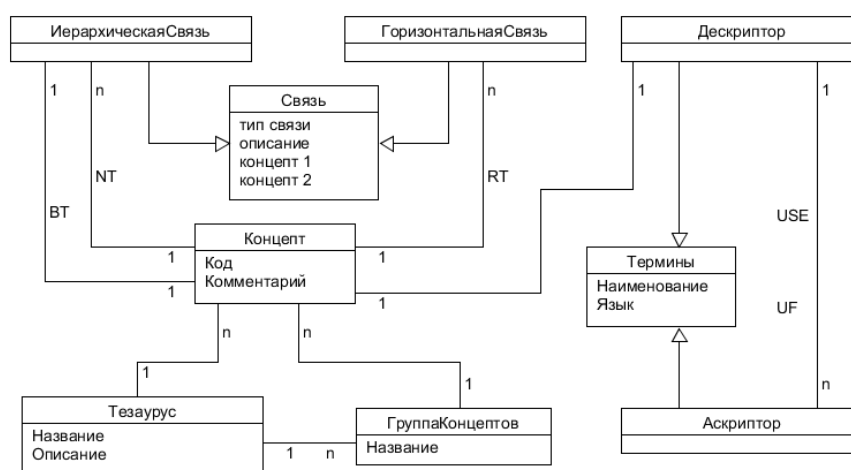 ИерархическаяСвязь
ГоризонтальнаяСвязь
Дескриптор
1
n
n
1
1
Связь
тип связи
описание
концепт 1
концепт 2
NT
RT
BT
USE
Концепт
Код
Комментарий
1
1
1
1
Термины
Наименование
Язык
UF
n
n
1
1
n
Тезаурус
Название
Описание
1
n
ГруппаКонцептов
Название
Аскриптор